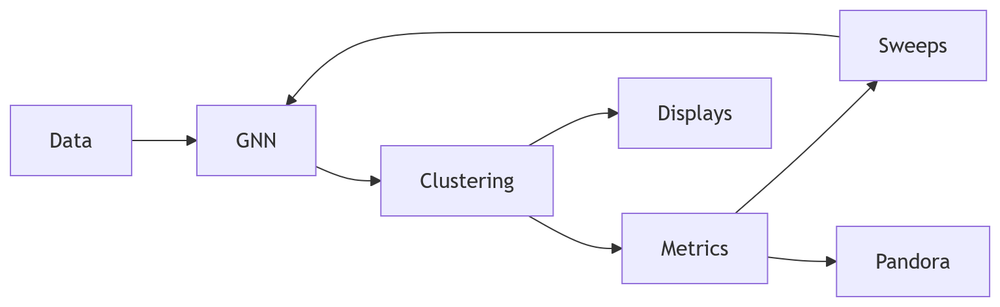 Sweeps
Displays
Data
GNN
Clustering
Metrics
Pandora